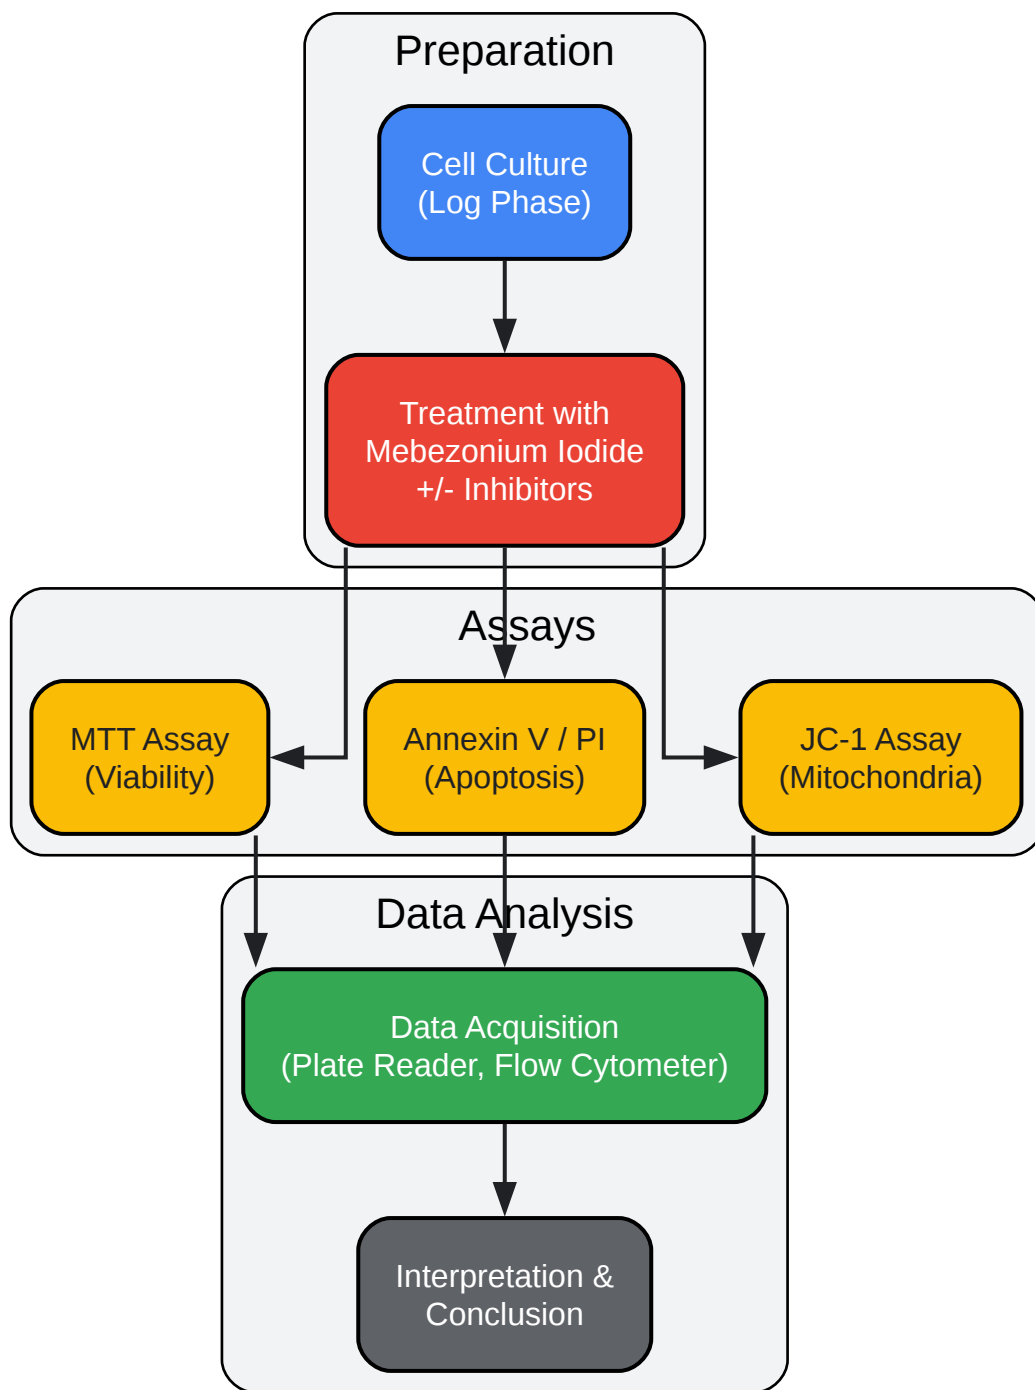 Preparation
Cell Culture
(Log Phase)
Treatment with
Mebezonium Iodide
+/- Inhibitors
Assays
MTT Assay
(Viability)
Annexin V / PI
(Apoptosis)
JC-1 Assay
(Mitochondria)
Data Analysis
Data Acquisition
(Plate Reader, Flow Cytometer)
Interpretation &
Conclusion